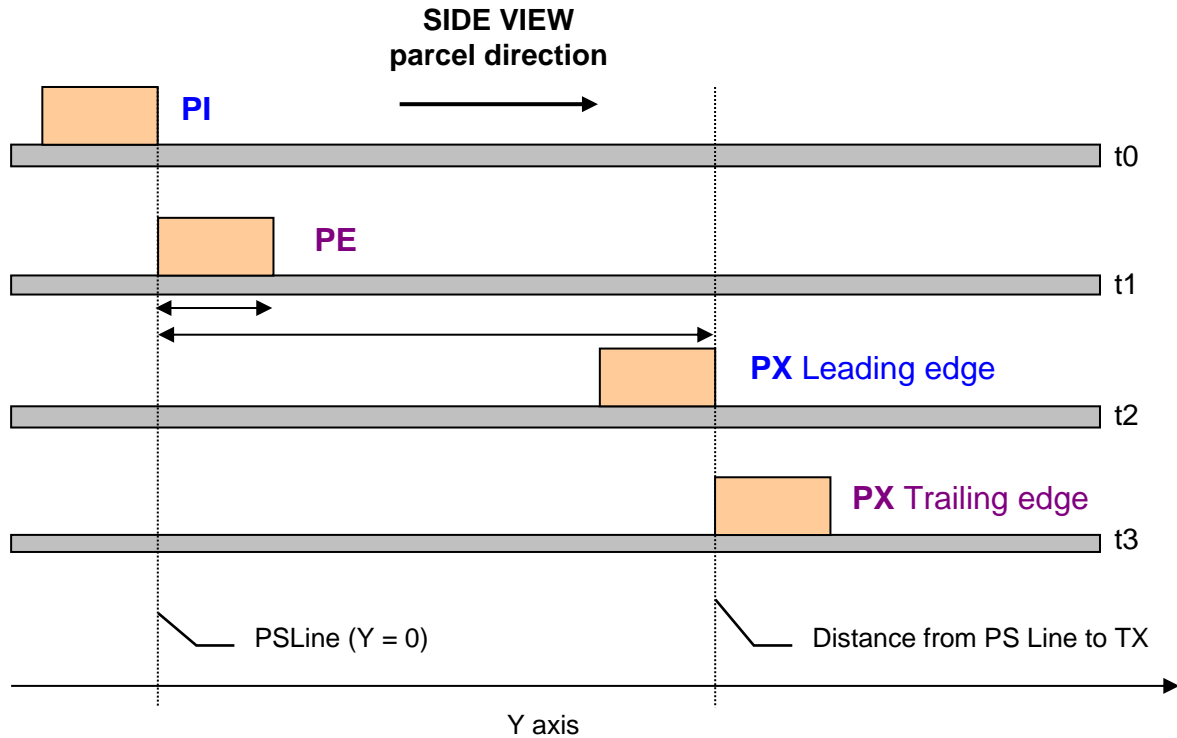 SIDE VIEW
parcel direction
PI
t0
PE
t1
PX Leading edge
t2
PX Trailing edge
t3
PSLine (Y = 0)
Distance from PS Line to TX
Y axis